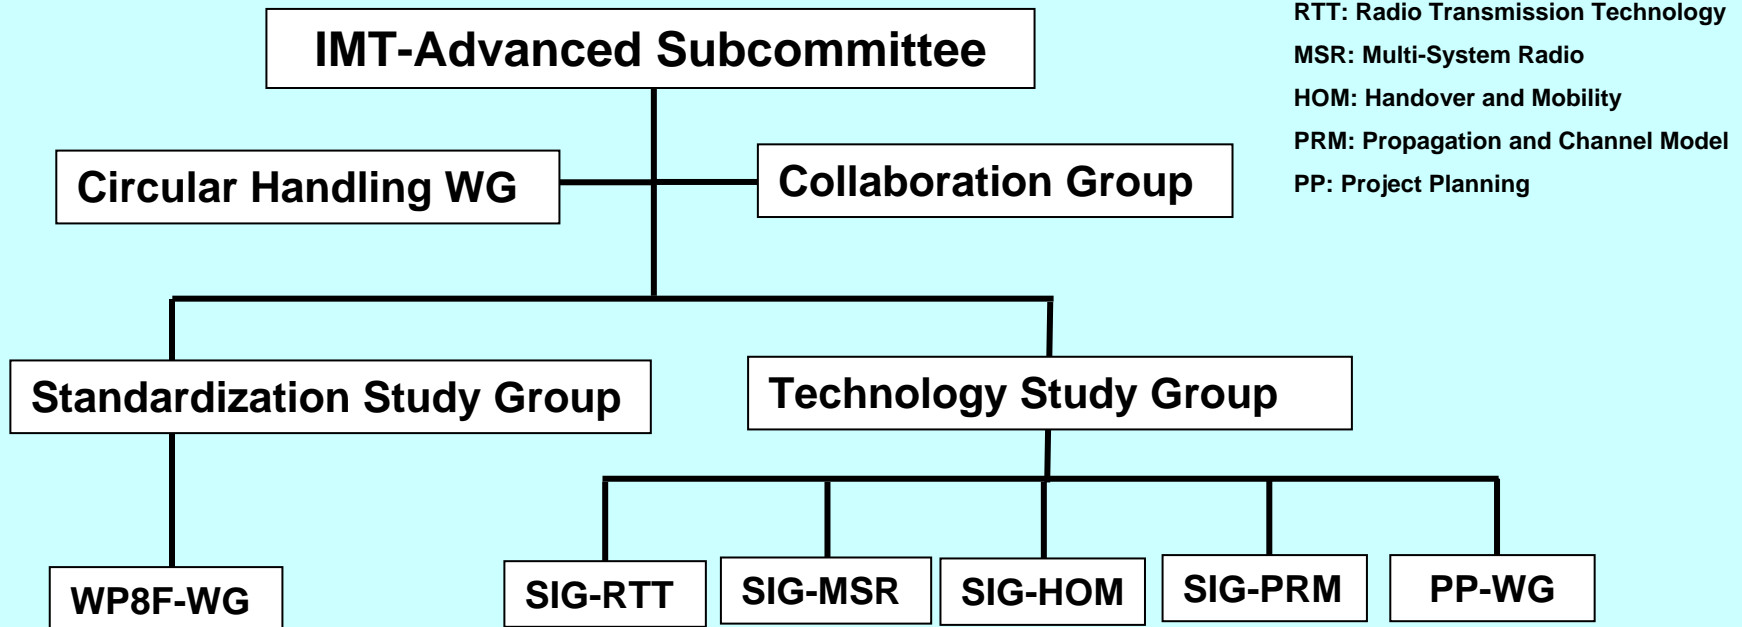 IMT-Advanced Subcommittee
RTT: Radio Transmission Technology
MSR: Multi-System Radio
HOM: Handover and Mobility
PRM: Propagation and Channel Model
PP: Project Planning
Circular Handling WG
Collaboration Group
Standardization Study Group
Technology Study Group
WP8F-WG
SIG-RTT
SIG-MSR
SIG-HOM
SIG-PRM
PP-WG